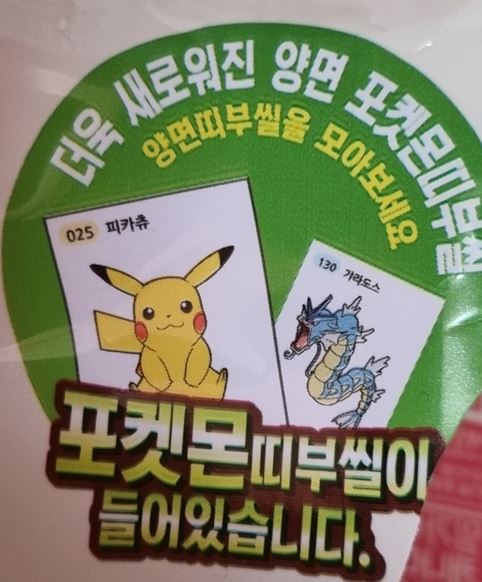 더욱 새로워진 양면 포켓몬띠부씰
양면띠부씰을 모아보세요
025 피카츄
130 갸라도스
포켓몬띠부씰이
들어있습니다.